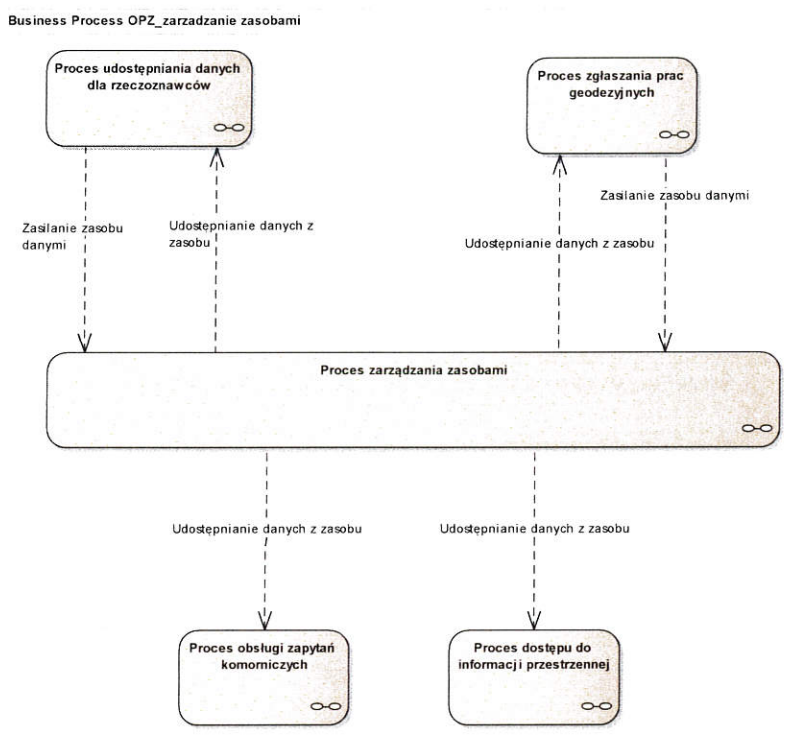 Business Process OPZ_zarzadzanie zasobami
Proces udostępniania danych
dla rzeczoznawców
Proces zgłaszania prac
geodezyjnych
Zasilanie zasobu danymi
Zasilanie zasobu
danymi
Udostępnianie danych z
zasobu
Udostępnianie danych z zasobu
Proces zarządzania zasobami
Udostępnianie danych z zasobu
Udostępnianie danych z zasobu
Proces obsługi zapytań
komorniczych
Proces dostępu do
informacji przestrzennej